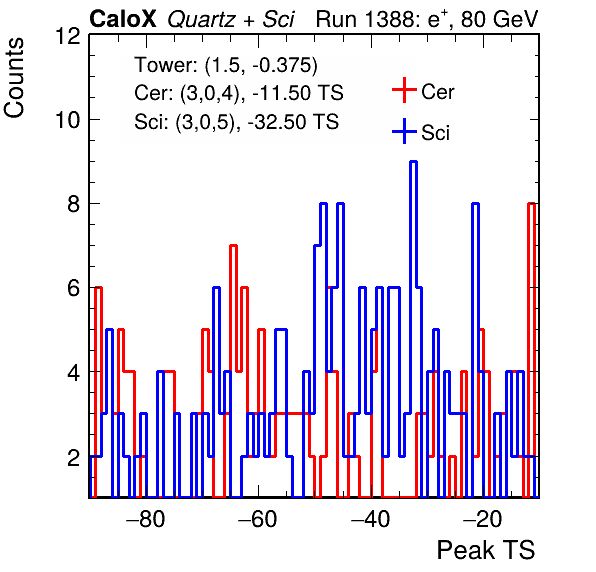 CaloX Quartz + Sci Run 1388: e+, 80 GeV
Counts
12
10
8
6
4
2
Tower: (1.5, -0.375)
Cer: (3,0,4), -11.50 TS
Sci: (3,0,5), -32.50 TS
Cer
Sci
−80 −60 −40 −20
Peak TS